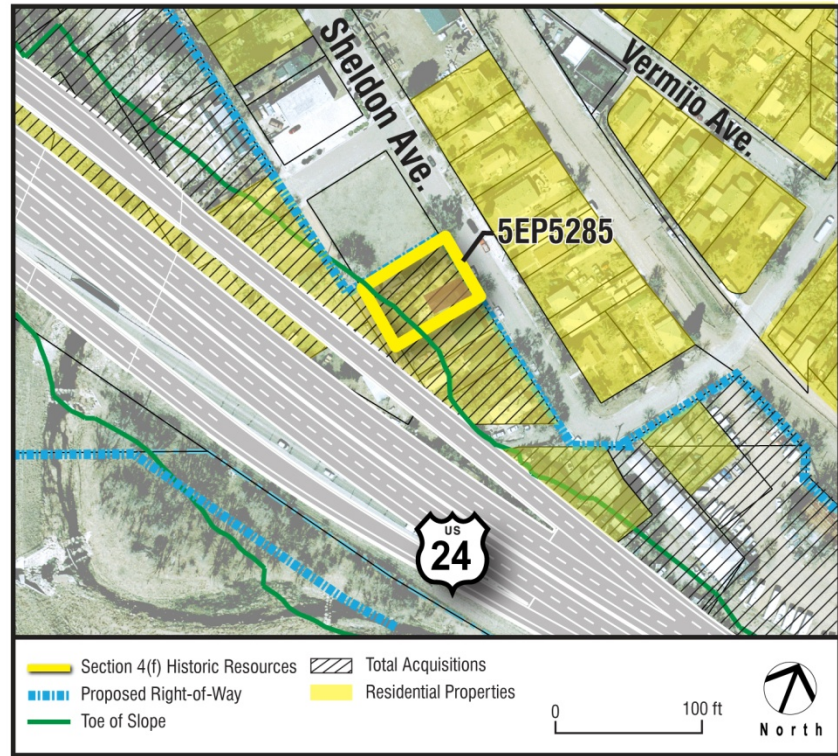 Sheldon Ave.
Vermijo Ave.
5EP5285
US
24
Section 4(f) Historic Resources
Proposed Right-of-Way
Toe of Slope
Total Acquisitions
Residential Properties
0 100 ft
North